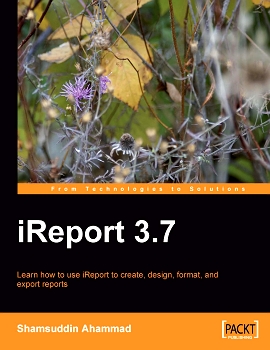 From Technologies to Solutions
iReport 3.7
Learn how to use iReport to create, design, format, and
export reports
Shamsuddin Ahammad
PACKT
PUBLISHING